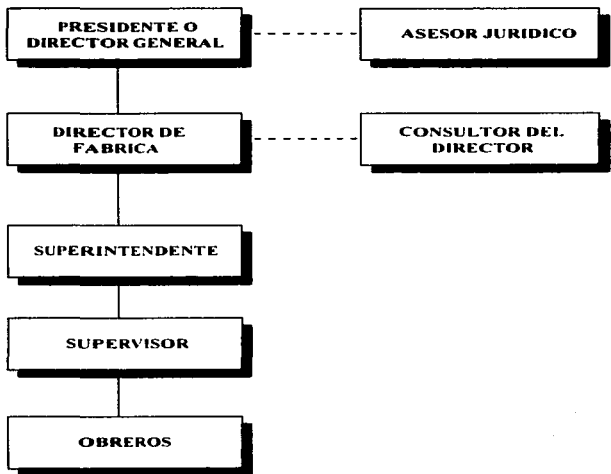 PRESIDENTE O
DIRECTOR GENERAL
ASESOR JURIDICO
DIRECTOR DE
FABRICA
CONSULTOR DEL
DIRECTOR
SUPERINTENDENTE
SUPERVISOR
OBREROS